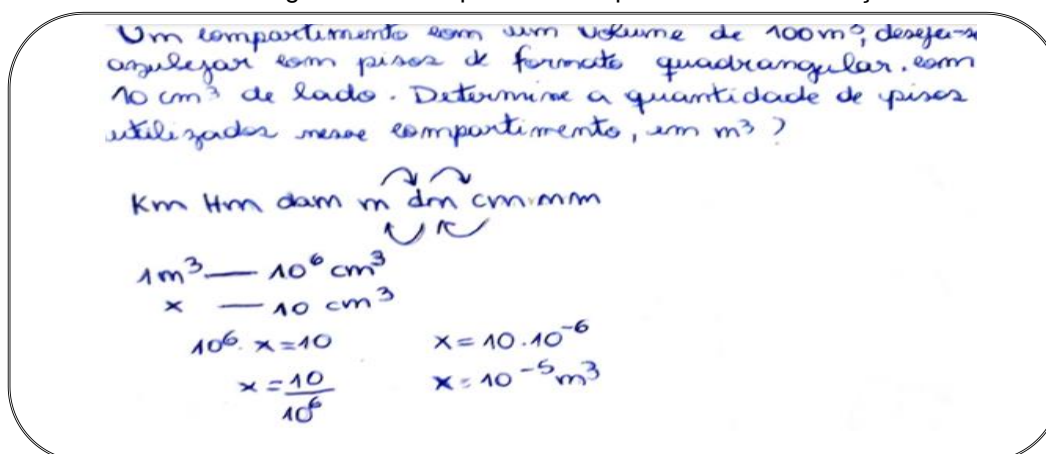 Um compartimento com um volume de 100 m³, deseja-se
azulejar com pisos de formato quadrangular. com
10 cm³ de lado. Determine a quantidade de pisos
utilizados nesse compartimento, em m³?
Km Hm dam m dm cm mm
1m³ — 10⁶ cm³
x — 10 cm³
10⁶. x = 10 x = 10 . 10⁻⁶
x = 10/10⁶ x = 10⁻⁵ m³